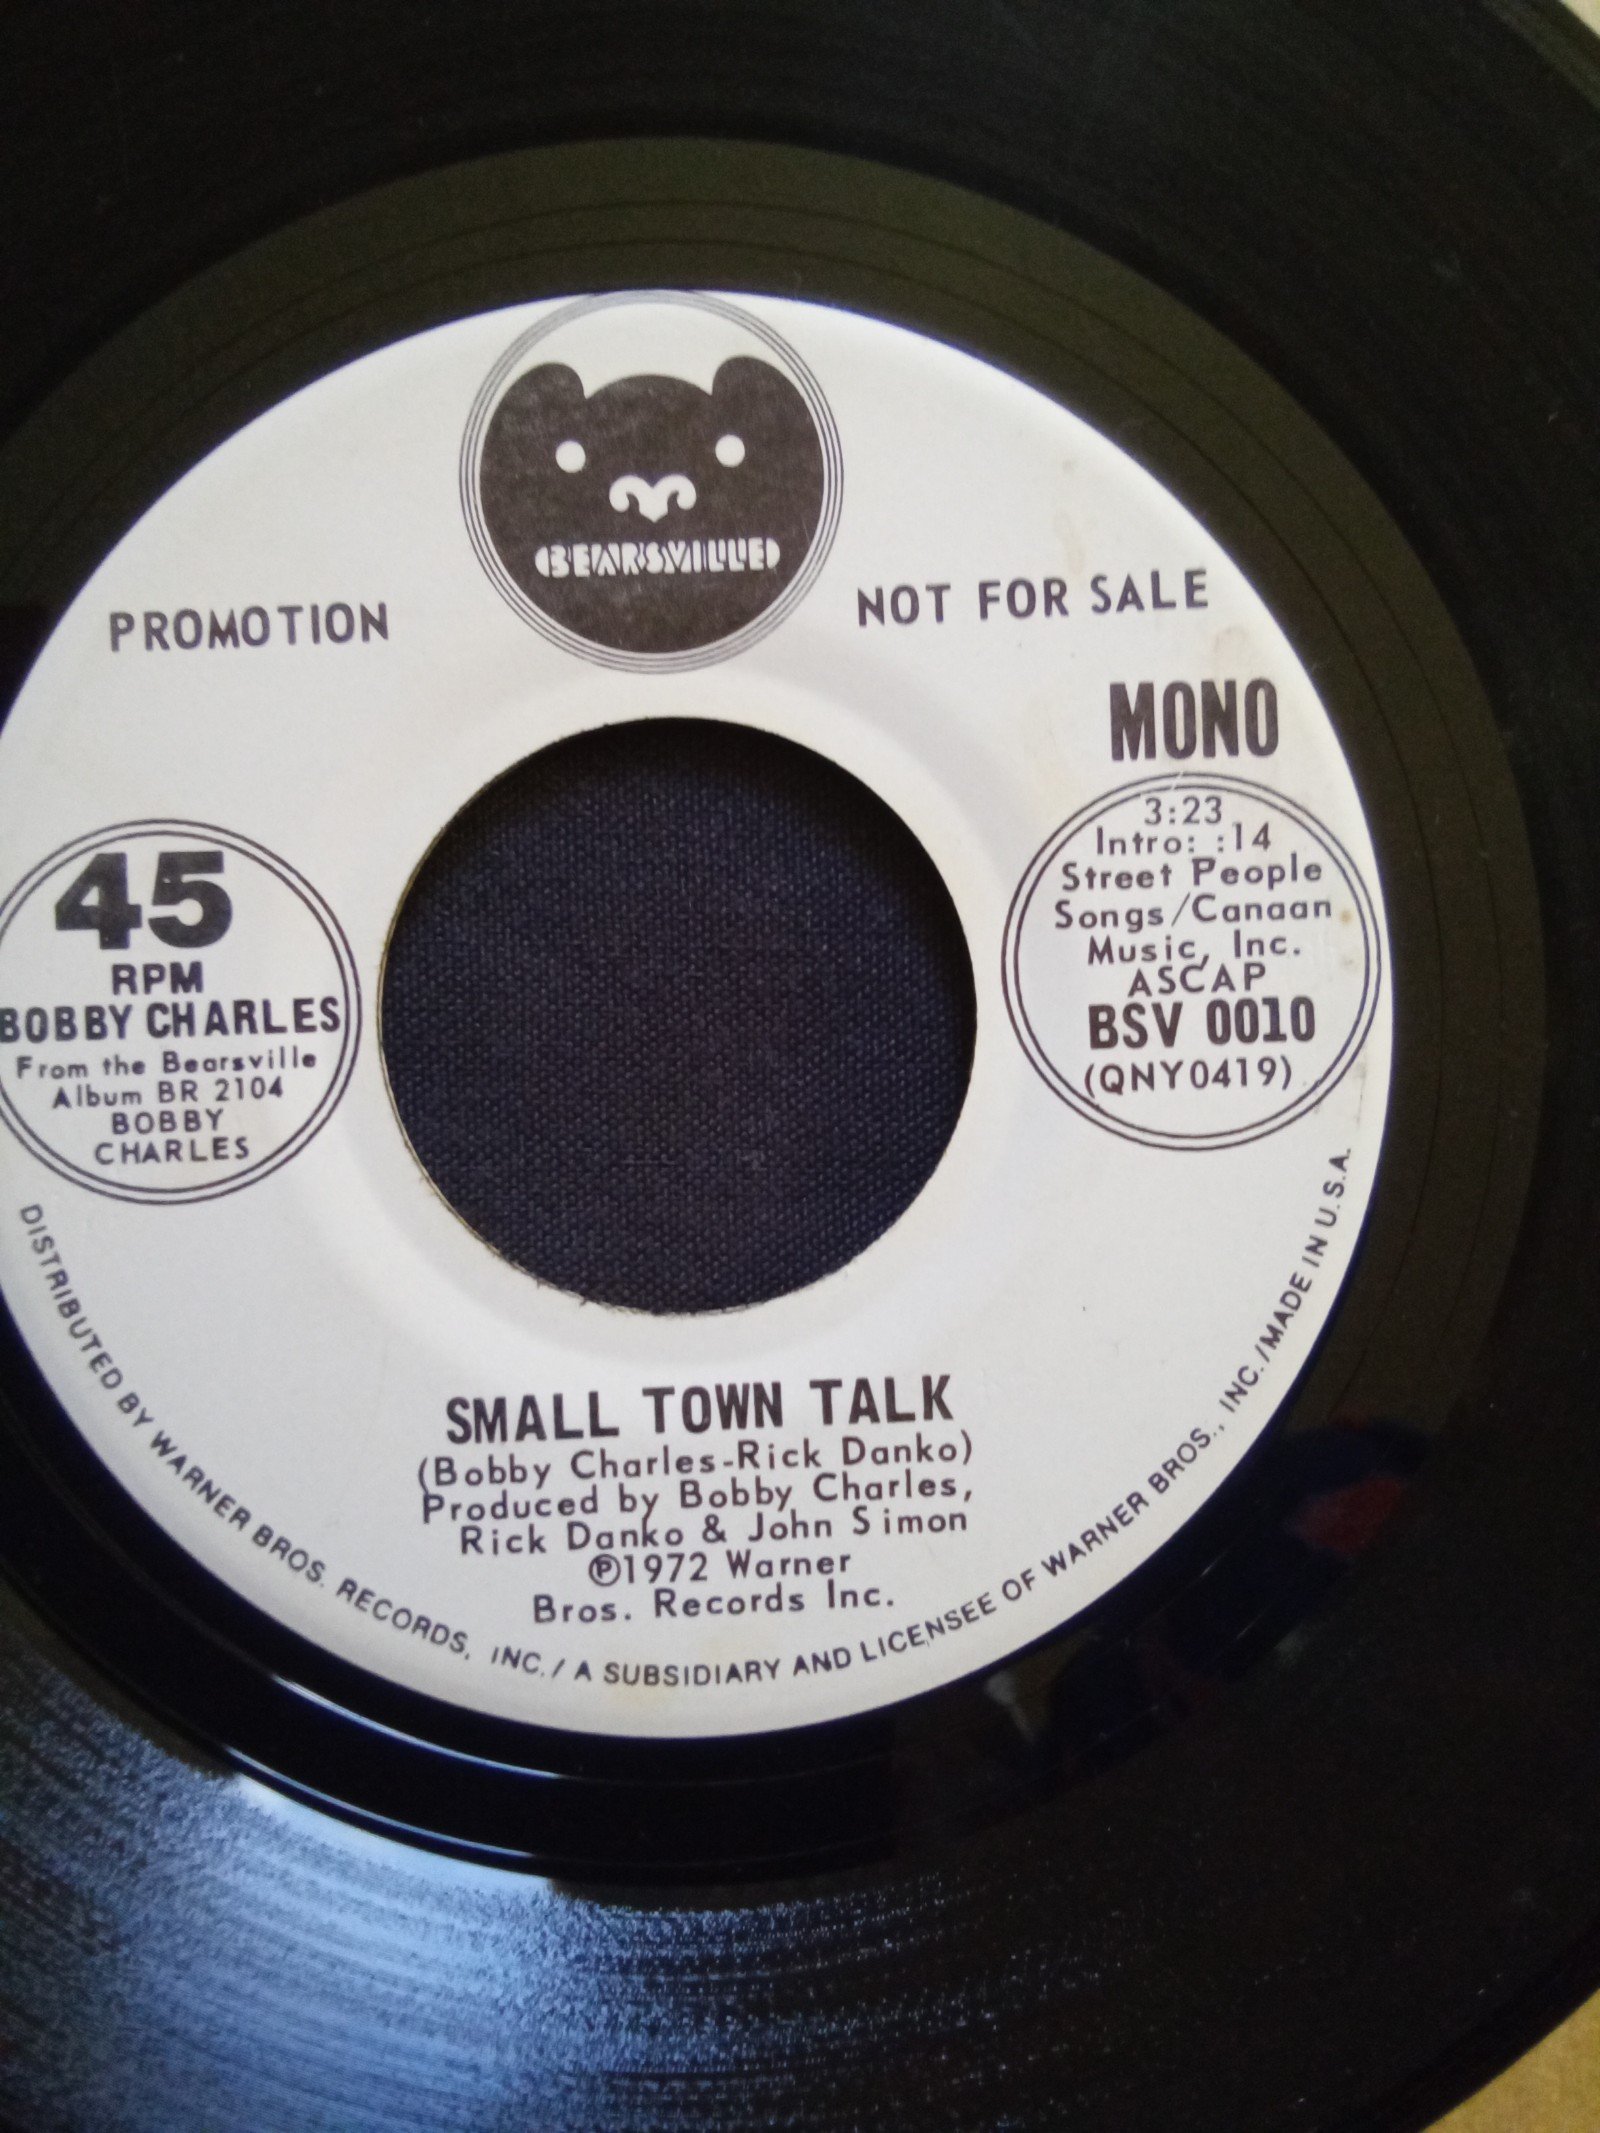 BEARSVILLE
PROMOTION
NOT FOR SALE
MONO
45
RPM
BOBBY CHARLES
From the Bearsville
Album BR 2104
BOBBY
CHARLES
3:23
Intro: :14
Street People
Songs/Canaan
Music, Inc.
ASCAP
BSV 0010
(QNY0419)
SMALL TOWN TALK
(Bobby Charles-Rick Danko)
Produced by Bobby Charles,
Rick Danko & John Simon
℗1972 Warner
Bros. Records Inc.
DISTRIBUTED BY WARNER BROS. RECORDS, INC./ A SUBSIDIARY AND LICENSEE OF WARNER BROS., INC./MADE IN U.S.A.